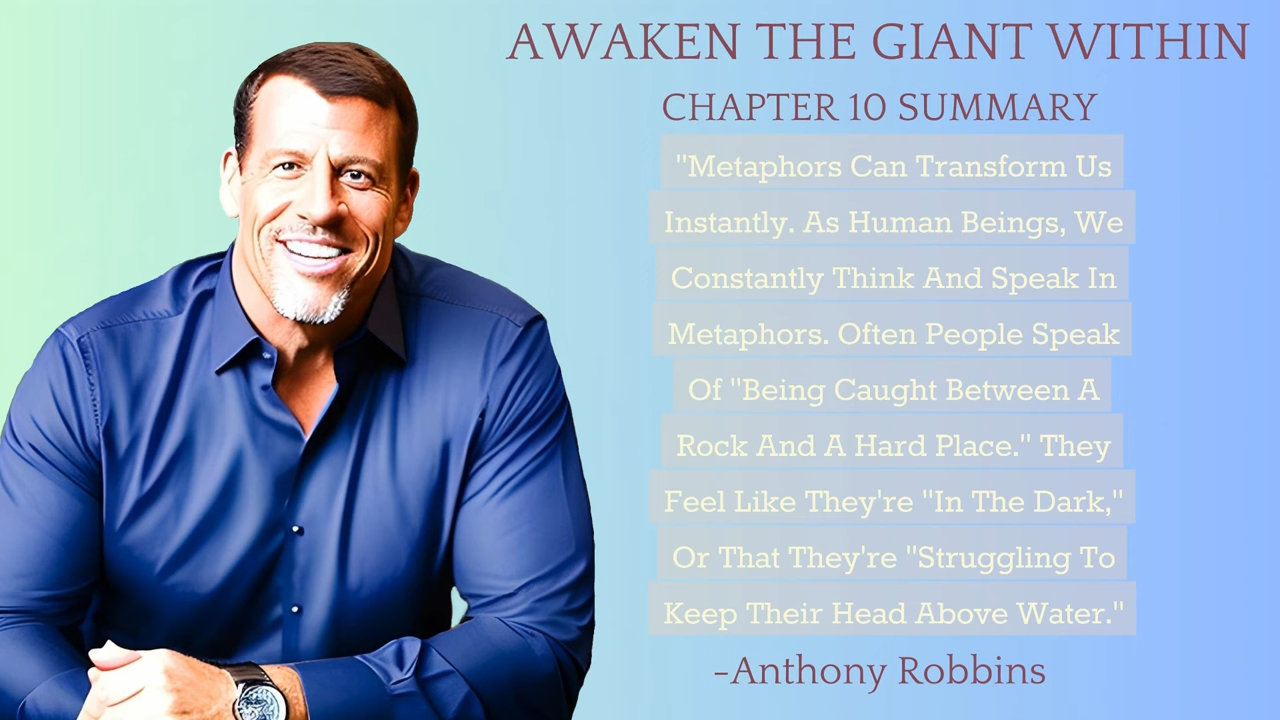 AWAKEN THE GIANT WITHIN
CHAPTER 10 SUMMARY
"Metaphors Can Transform Us
Instantly. As Human Beings, We
Constantly Think And Speak In
Metaphors. Often People Speak
Of "Being Caught Between A
Rock And A Hard Place." They
Feel Like They're "In The Dark,"
Or That They're "Struggling To
Keep Their Head Above Water."
-Anthony Robbins